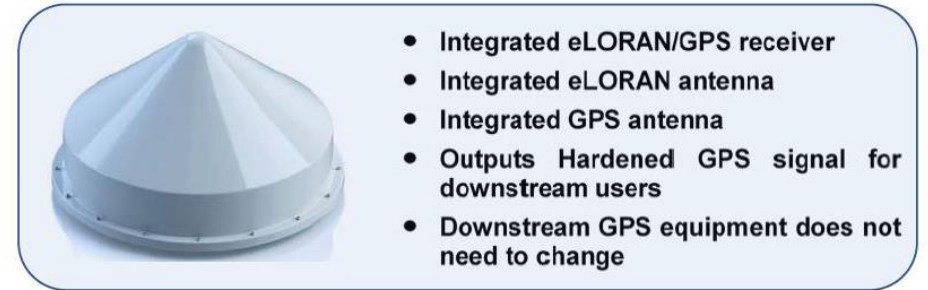 • Integrated eLORAN/GPS receiver
• Integrated eLORAN antenna
• Integrated GPS antenna
• Outputs Hardened GPS signal for
downstream users
• Downstream GPS equipment does not
need to change